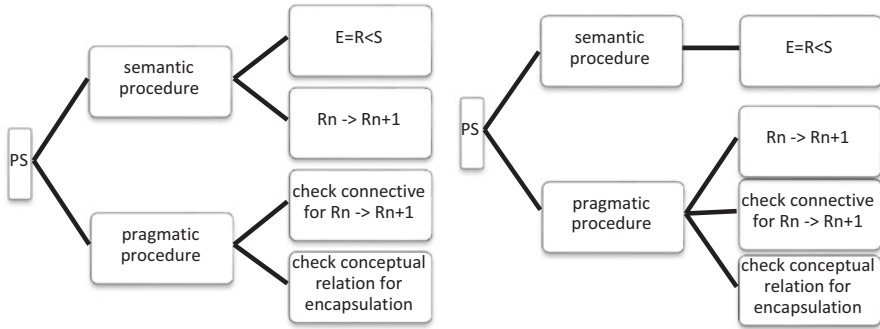 PS
semantic
procedure
E=R<S
Rn -> Rn+1
pragmatic
procedure
check connective
for Rn -> Rn+1
check conceptual
relation for
encapsulation
PS
semantic
procedure
E=R<S
pragmatic
procedure
Rn -> Rn+1
check connective
for Rn -> Rn+1
check conceptual
relation for
encapsulation